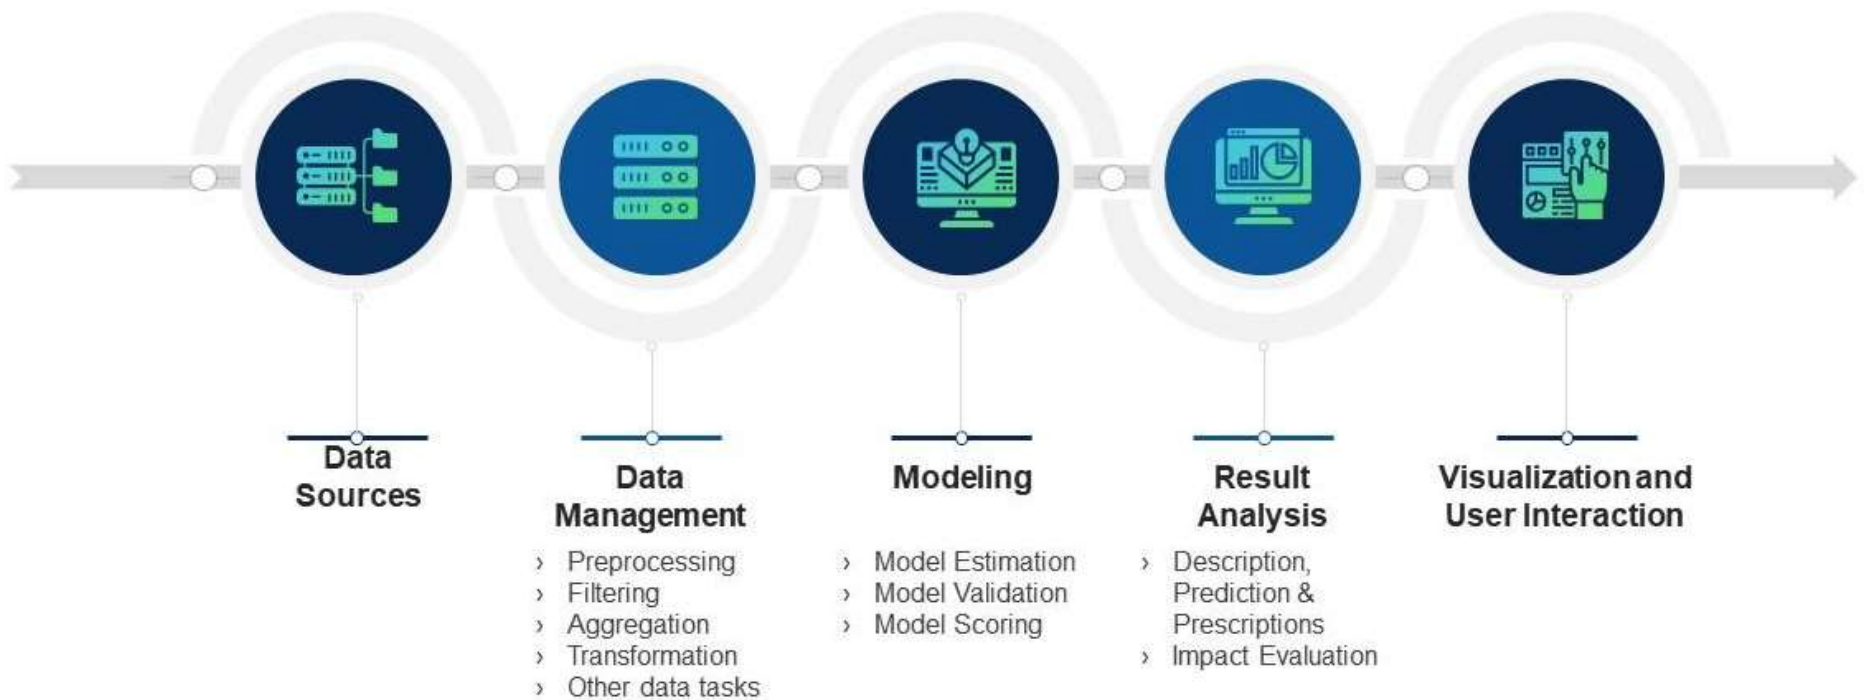 Data
Sources
Data
Management
› Preprocessing
› Filtering
› Aggregation
› Transformation
› Other data tasks
Modeling
› Model Estimation
› Model Validation
› Model Scoring
Result
Analysis
› Description,
Prediction &
Prescriptions
› Impact Evaluation
Visualization and
User Interaction